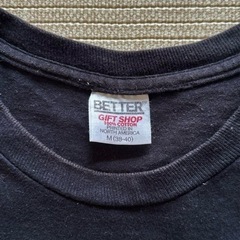 BETTER
GIFT SHOP
100% COTTON
PRINTED IN
NORTH AMERICA
M (38-40)